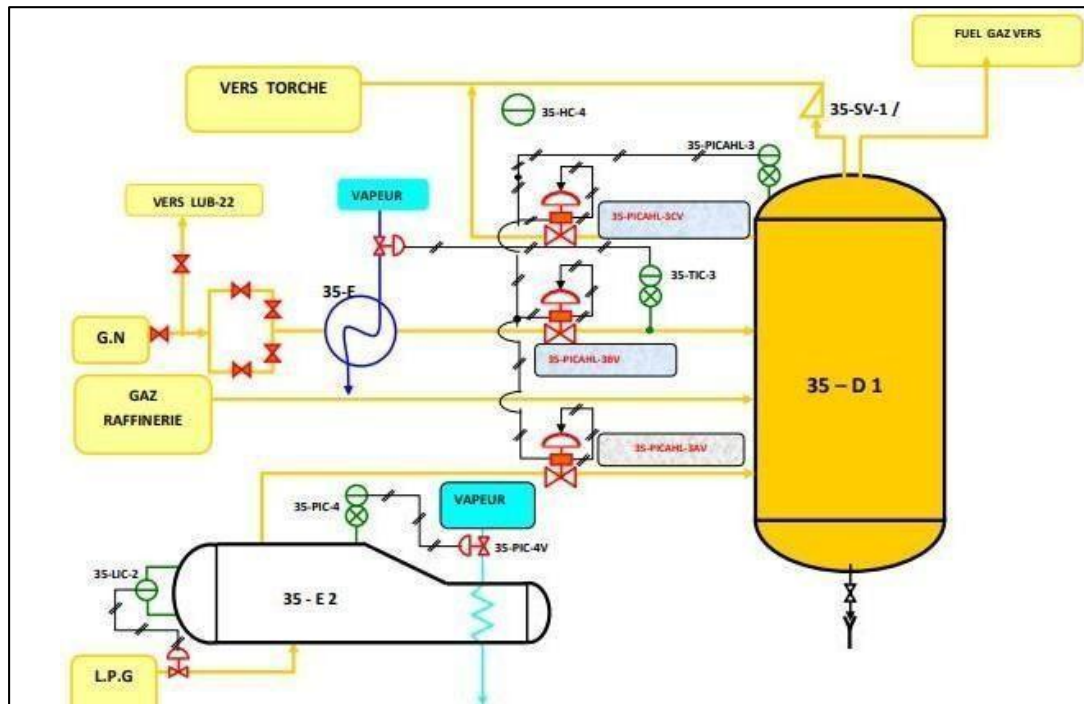 FUEL GAZ VERS
VERS TORCHE
35-HC-4
35-SV-1 /
35-PICAHL-3
VERS LUB-22
VAPEUR
35-PICAHL-3CV
35-TIC-3
35-E
G.N
35-PICAHL-3BV
35 – D 1
GAZ
RAFFINERIE
35-PICAHL-3AV
35-PIC-4
VAPEUR
35-PIC-4V
35-LIC-2
35 - E 2
L.P.G